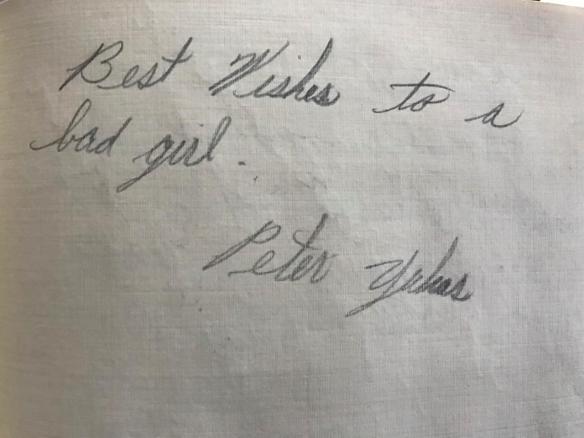 Best Wishes to a
bad girl.
Peter